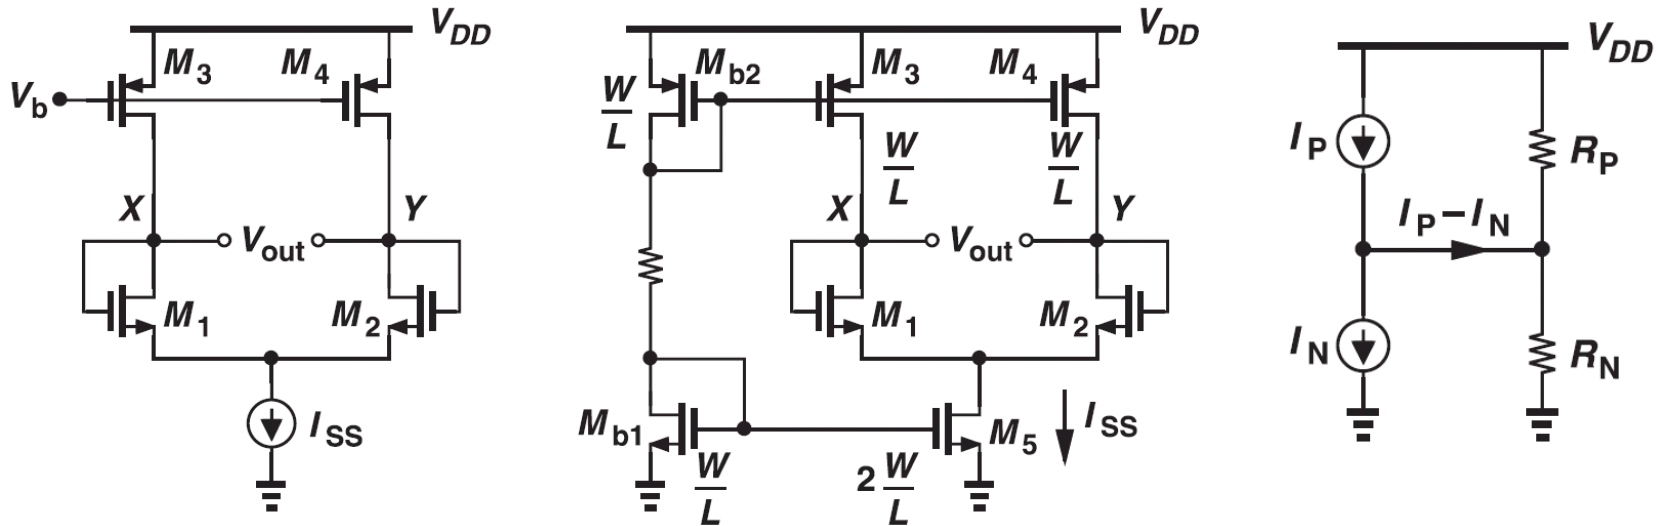 V_DD
M_3
M_4
V_b
X
Y
V_out
M_1
M_2
I_SS
V_DD
M_b2
M_3
M_4
W/L
W/L
W/L
X
Y
V_out
M_1
M_2
M_b1
M_5
I_SS
W/L
2 W/L
V_DD
I_P
R_P
I_P − I_N
I_N
R_N